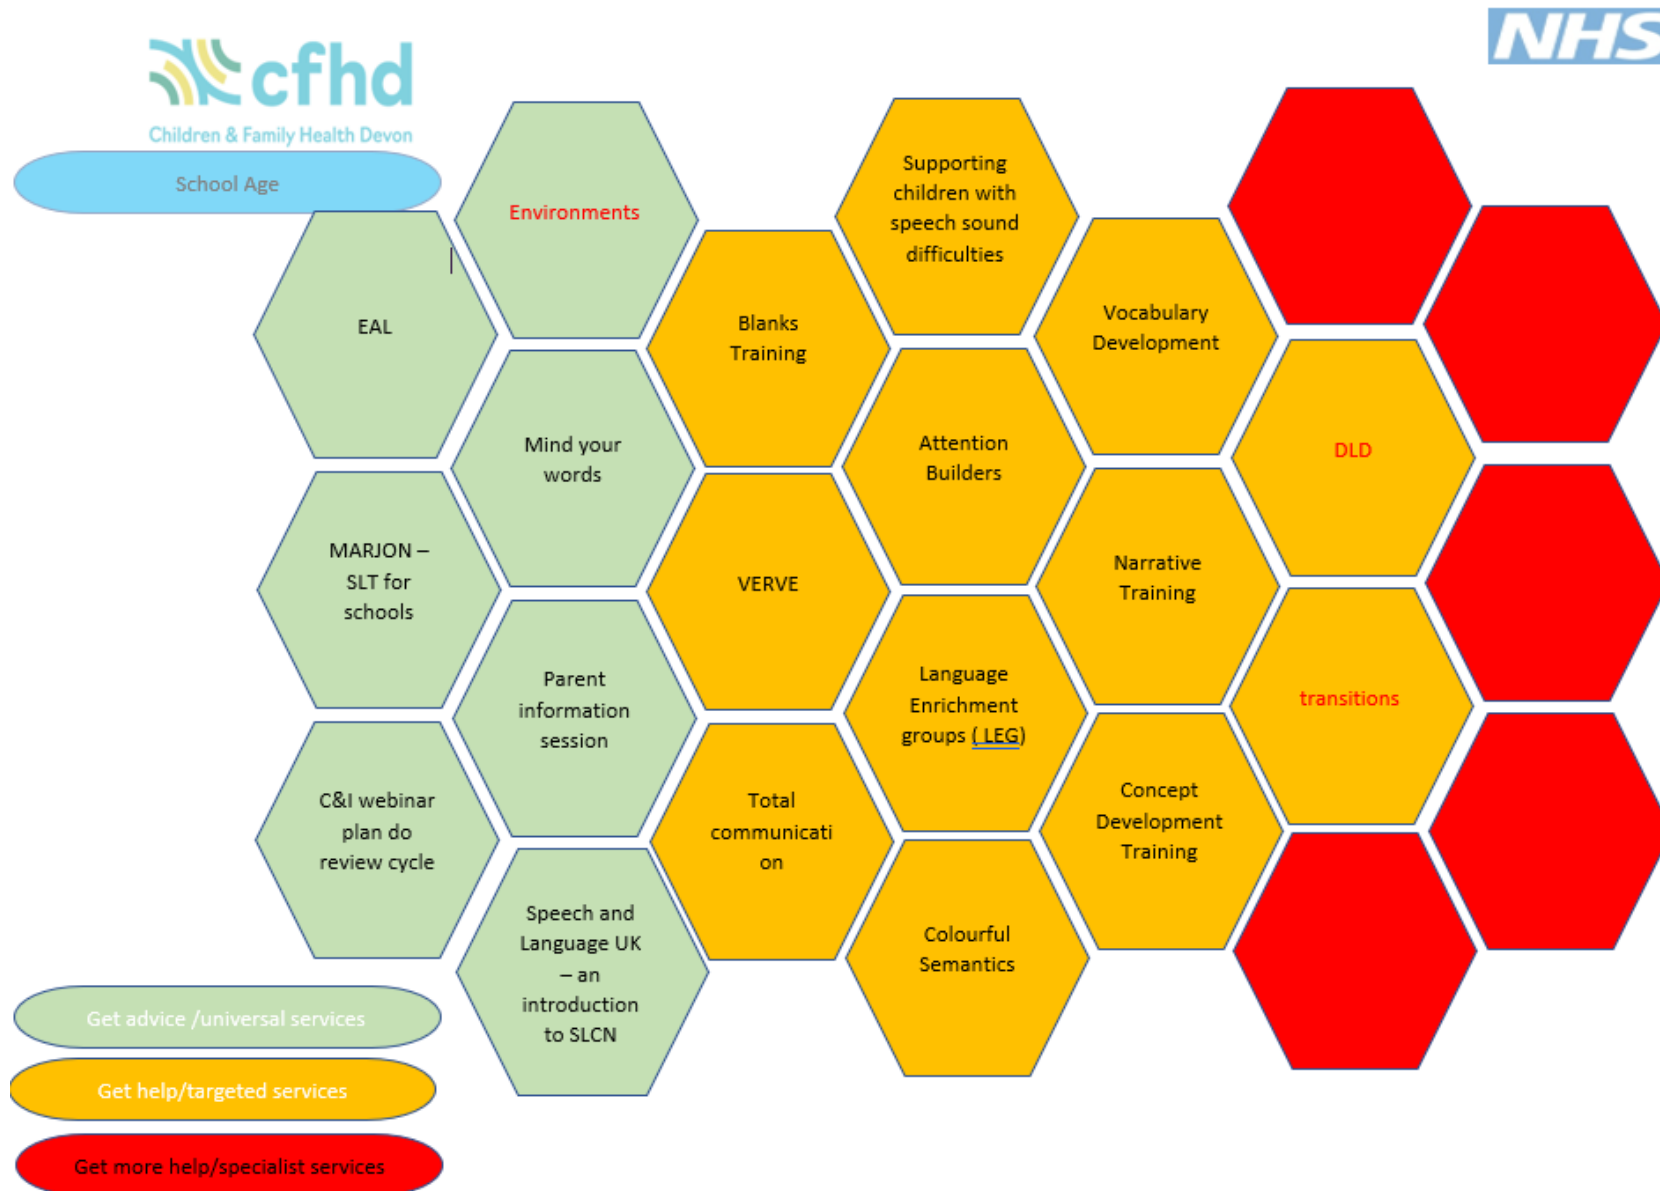 cfhd
Children & Family Health Devon
NHS
School Age
EAL
MARJON –
SLT for
schools
C&I webinar
plan do
review cycle
Environments
Mind your
words
Parent
information
session
Speech and
Language UK
– an
introduction
to SLCN
Blanks
Training
VERVE
Total
communicati
on
Supporting
children with
speech sound
difficulties
Attention
Builders
Language
Enrichment
groups ( LEG)
Colourful
Semantics
Vocabulary
Development
Narrative
Training
Concept
Development
Training
DLD
transitions
Get advice /universal services
Get help/targeted services
Get more help/specialist services